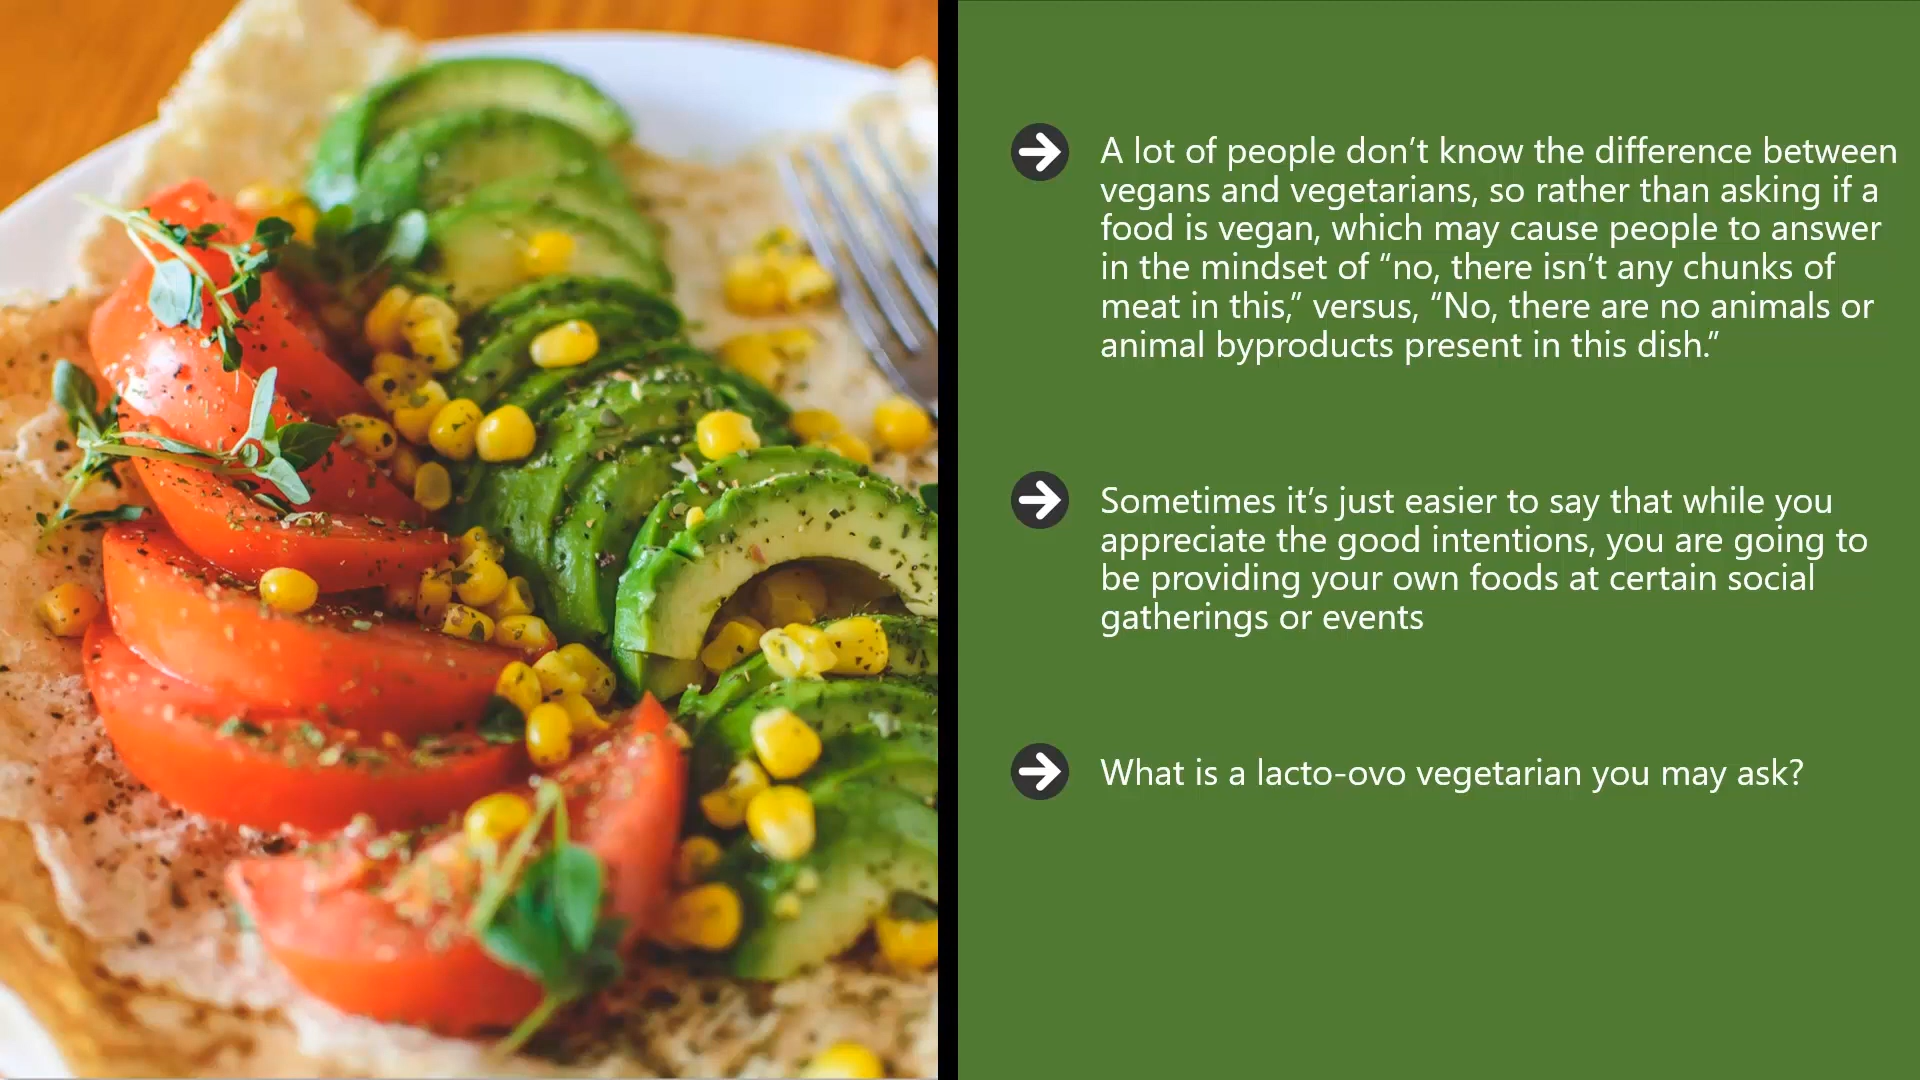 A lot of people don’t know the difference between
vegans and vegetarians, so rather than asking if a
food is vegan, which may cause people to answer
in the mindset of “no, there isn’t any chunks of
meat in this,” versus, “No, there are no animals or
animal byproducts present in this dish.”
Sometimes it’s just easier to say that while you
appreciate the good intentions, you are going to
be providing your own foods at certain social
gatherings or events
What is a lacto-ovo vegetarian you may ask?